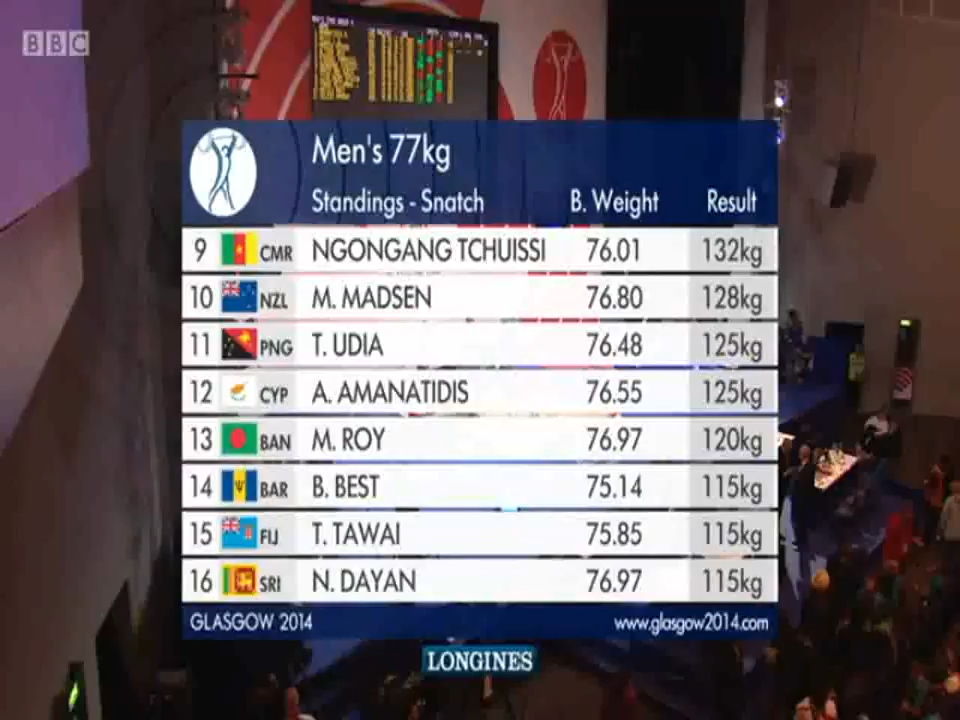 BBC
Men's 77kg
Standings - Snatch B. Weight Result
9 CMR NGONGANG TCHUISSI 76.01 132kg
10 NZL M. MADSEN 76.80 128kg
11 PNG T. UDIA 76.48 125kg
12 CYP A. AMANATIDIS 76.55 125kg
13 BAN M. ROY 76.97 120kg
14 BAR B. BEST 75.14 115kg
15 FIJ T. TAWAI 75.85 115kg
16 SRI N. DAYAN 76.97 115kg
GLASGOW 2014 www.glasgow2014.com
LONGINES